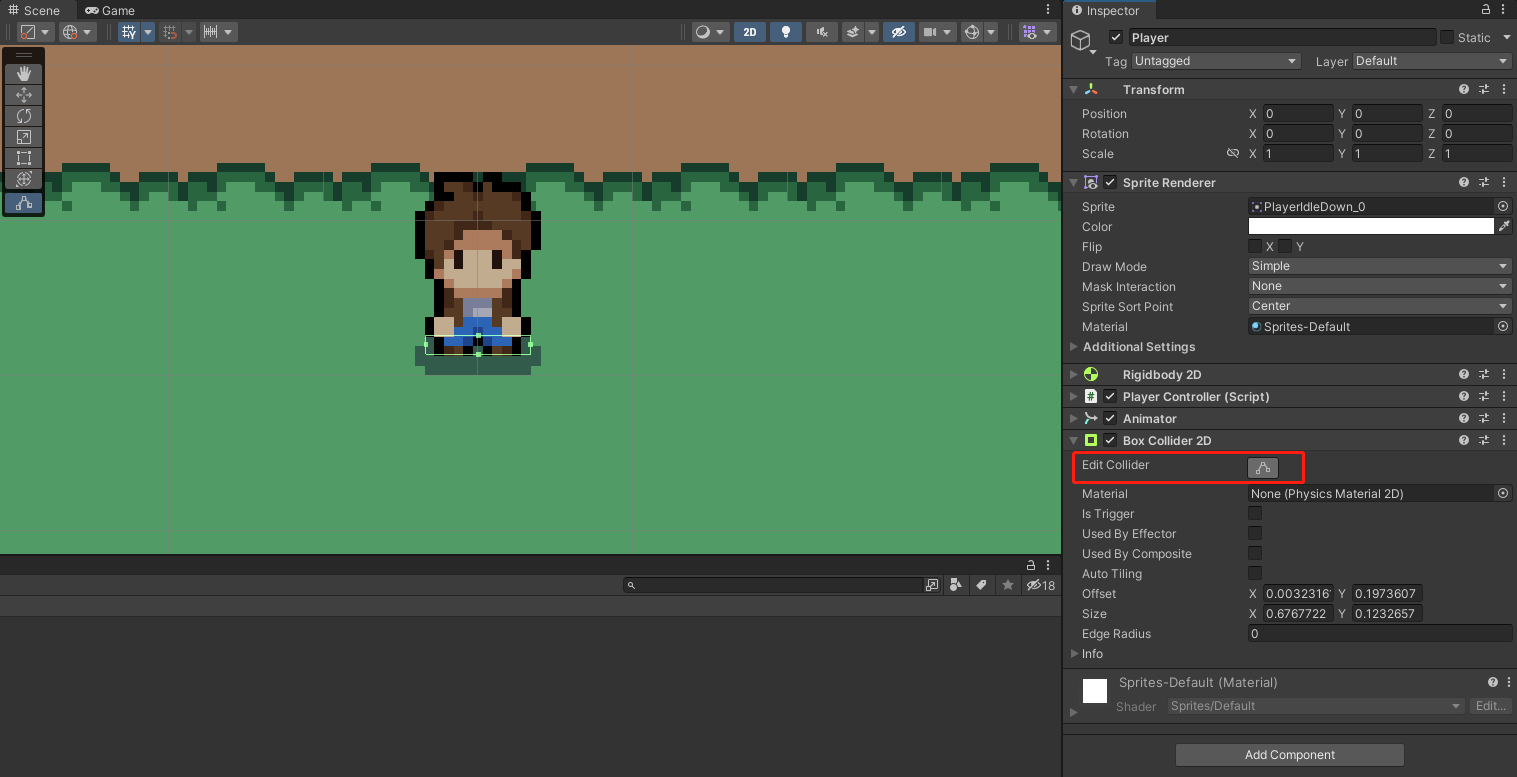 Scene Game
2D
18
Inspector
Player Static
Tag Untagged Layer Default
Transform
Position X 0 Y 0 Z 0
Rotation X 0 Y 0 Z 0
Scale X 1 Y 1 Z 1
Sprite Renderer
Sprite PlayerIdleDown_0
Color
Flip X Y
Draw Mode Simple
Mask Interaction None
Sprite Sort Point Center
Material Sprites-Default
Additional Settings
Rigidbody 2D
# Player Controller (Script)
Animator
Box Collider 2D
Edit Collider
Material None (Physics Material 2D)
Is Trigger
Used By Effector
Used By Composite
Auto Tiling
Offset X 0.0032316 Y 0.1973607
Size X 0.6767722 Y 0.1232657
Edge Radius 0
Info
Sprites-Default (Material)
Shader Sprites/Default Edit...
Add Component